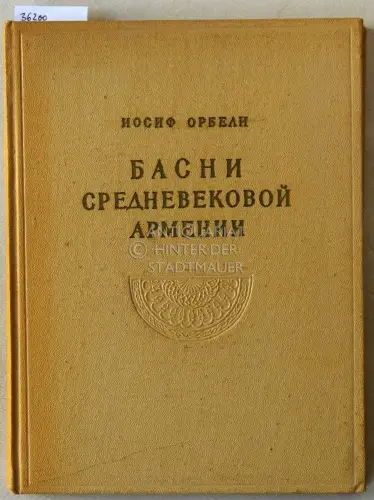 36200
ИОСИФ ОРБЕЛИ
БАСНИ
СРЕДНЕВЕКОВОЙ
АРМЕНИИ
© ANTIQUARIAT
HINTER DER
STADTMAUER